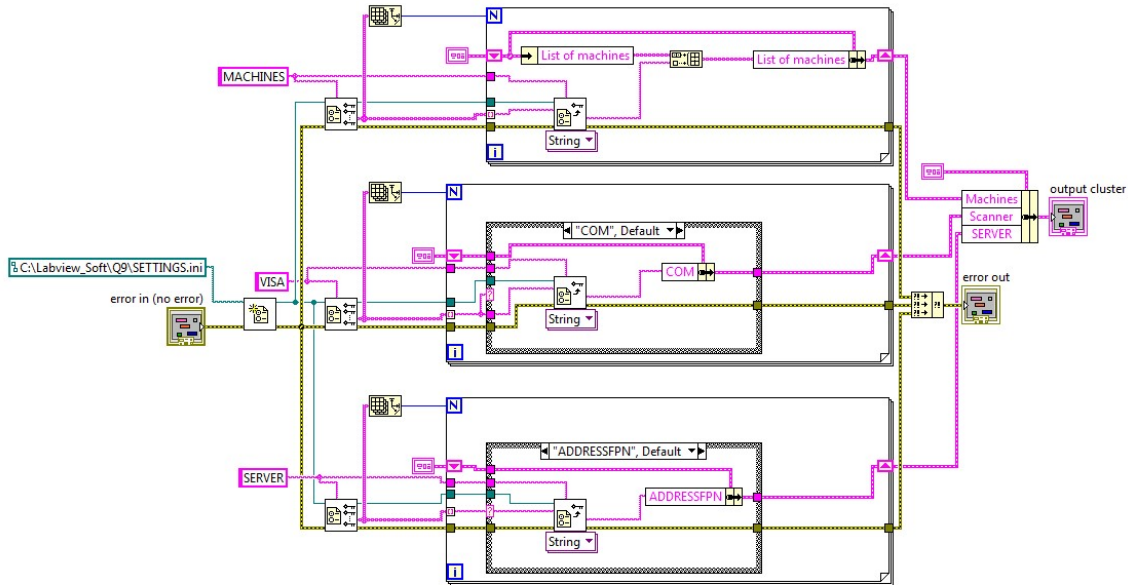 N
List of machines
List of machines
MACHINES
String
i
Machines
output cluster
Scanner
SERVER
N
"COM", Default
C:\Labview_Soft\Q9\SETTINGS.ini
VISA
COM
error in (no error)
error out
String
i
N
"ADDRESSFPN", Default
SERVER
ADDRESSFPN
String
i